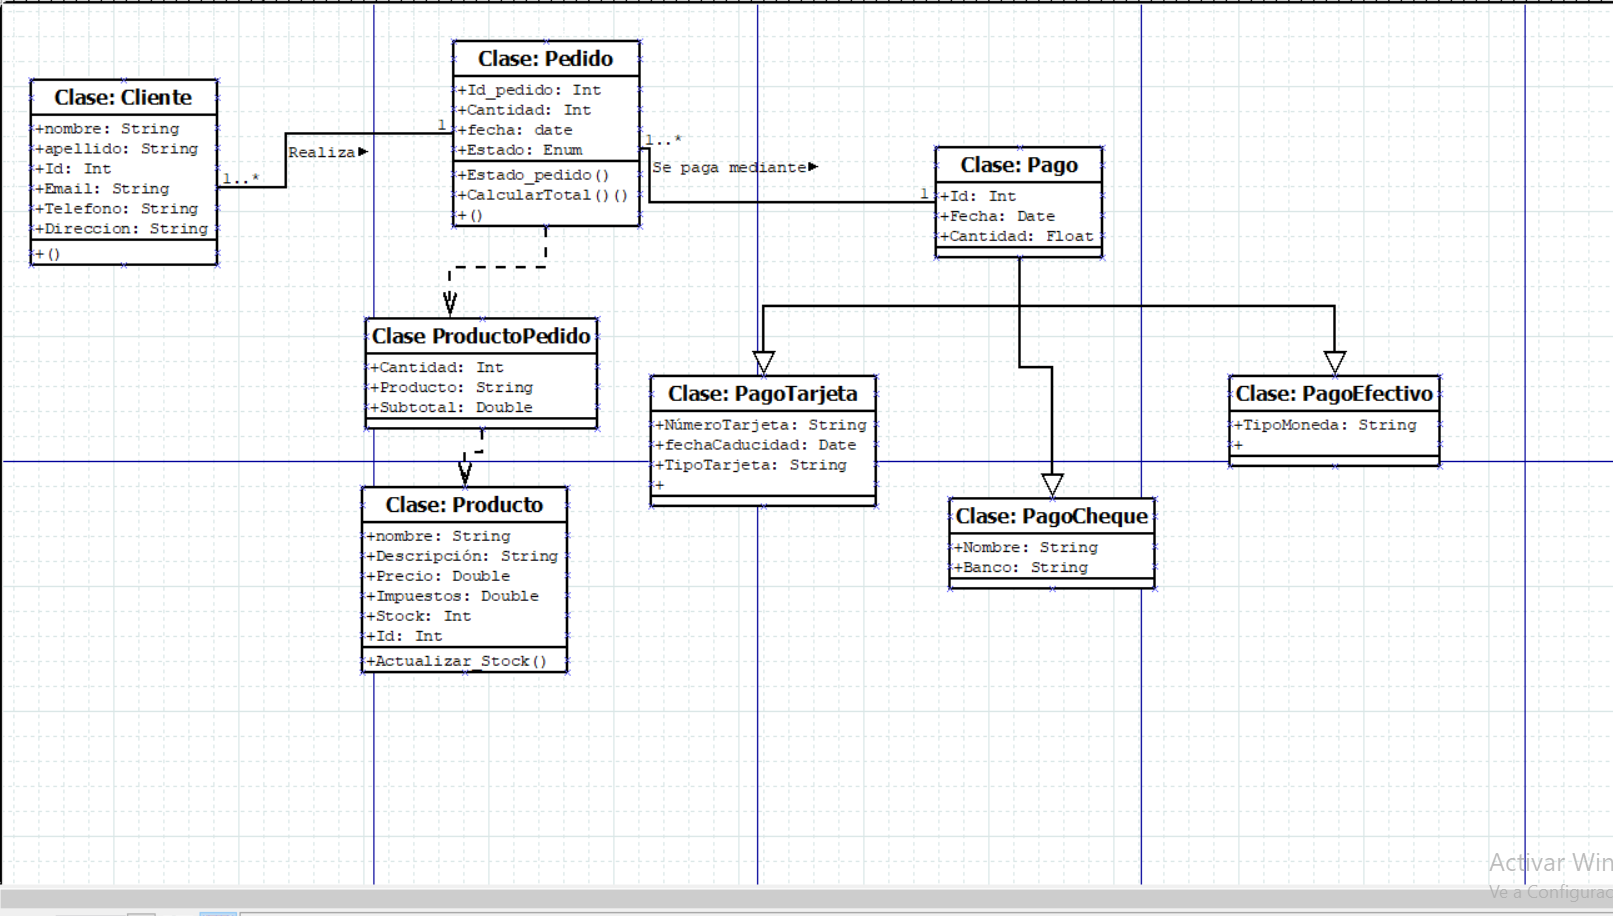 Clase: Cliente
+nombre: String
+apellido: String
+Id: Int
+Email: String
+Telefono: String
+Direccion: String
+()
1..*
Realiza
1
Clase: Pedido
+Id_pedido: Int
+Cantidad: Int
+fecha: date
+Estado: Enum
+Estado_pedido()
+CalcularTotal()()
+()
1..*
Se paga mediante
1
Clase: Pago
+Id: Int
+Fecha: Date
+Cantidad: Float
Clase ProductoPedido
+Cantidad: Int
+Producto: String
+Subtotal: Double
Clase: PagoTarjeta
+NúmeroTarjeta: String
+fechaCaducidad: Date
+TipoTarjeta: String
+
Clase: PagoEfectivo
+TipoMoneda: String
+
Clase: Producto
+nombre: String
+Descripción: String
+Precio: Double
+Impuestos: Double
+Stock: Int
+Id: Int
+Actualizar_Stock()
Clase: PagoCheque
+Nombre: String
+Banco: String
Activar Win
Ve a Configurac